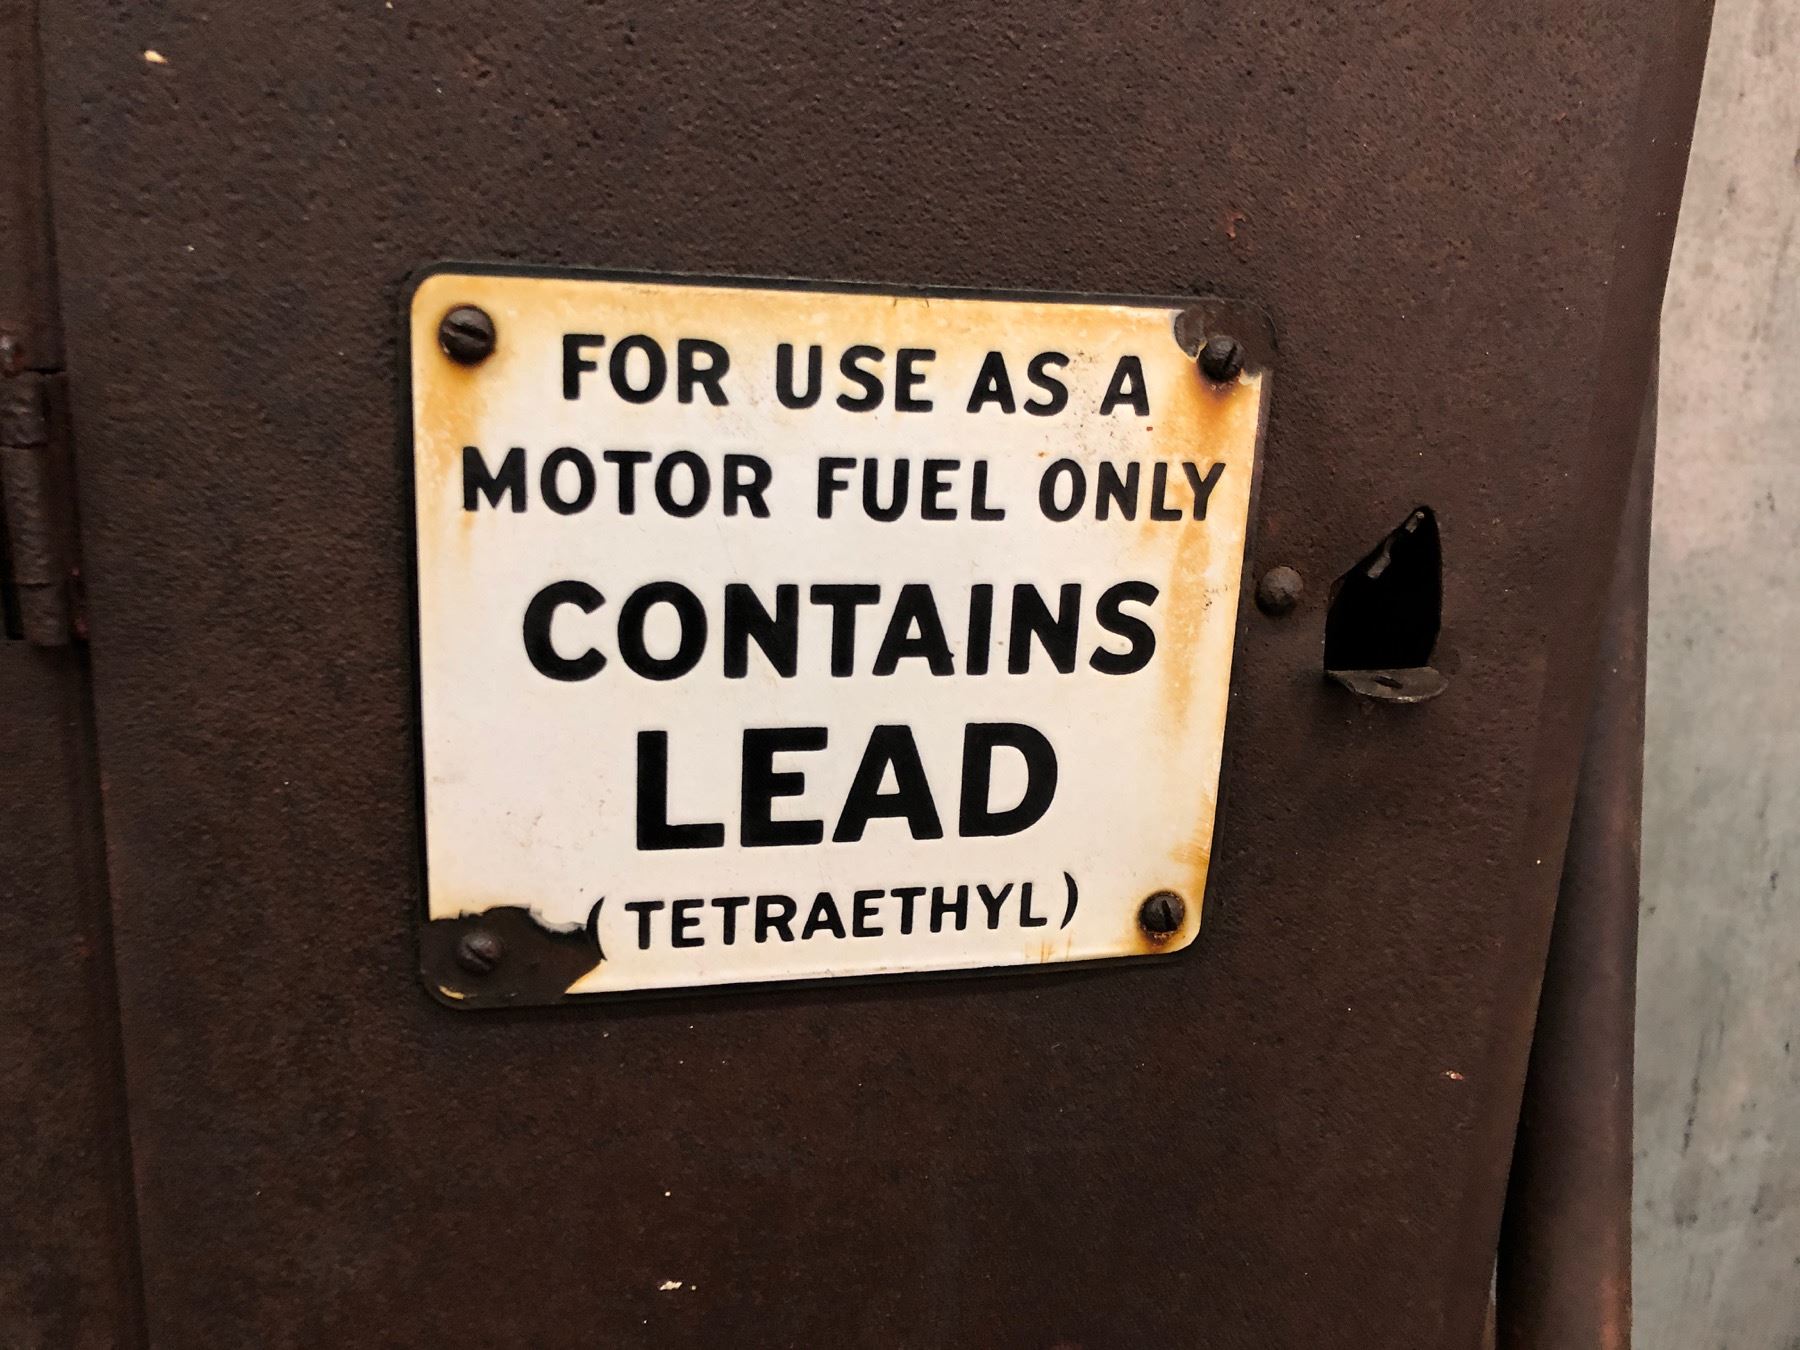 FOR USE AS A
MOTOR FUEL ONLY
CONTAINS
LEAD
(TETRAETHYL)